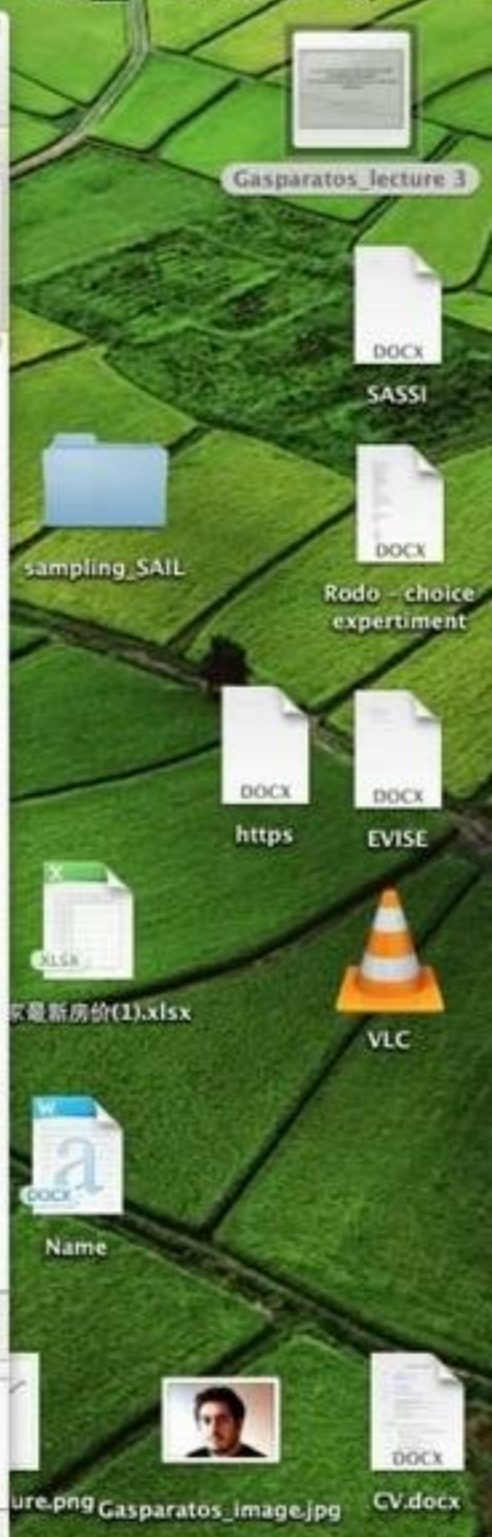 Gasparatos_lecture 3
DOCX
SASSI
sampling_SAIL
DOCX
Rodo - choice
expertiment
DOCX
https
DOCX
EVISE
XLSX
家最新房价(1).xlsx
VLC
DOCX
Name
ure.png
Gasparatos_image.jpg
DOCX
CV.docx